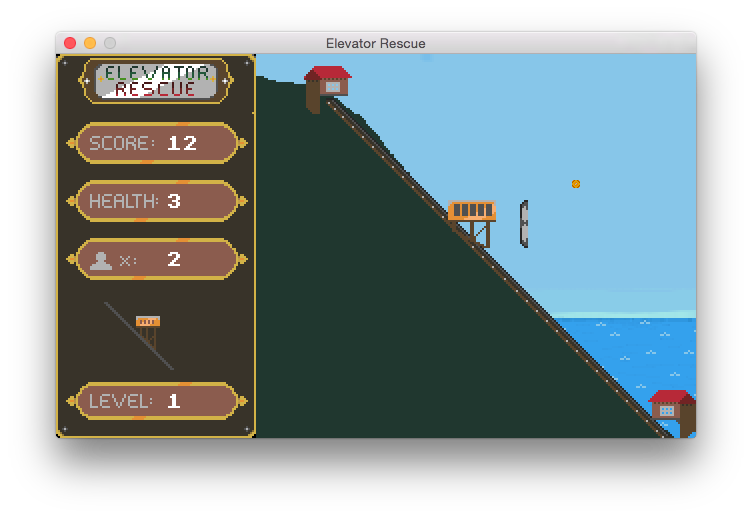 Elevator Rescue
ELEVATOR
RESCUE
SCORE: 12
HEALTH: 3
x: 2
LEVEL: 1